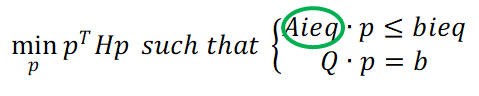 min p^T Hp such that { Aieq · p ≤ bieq
p
Q · p = b